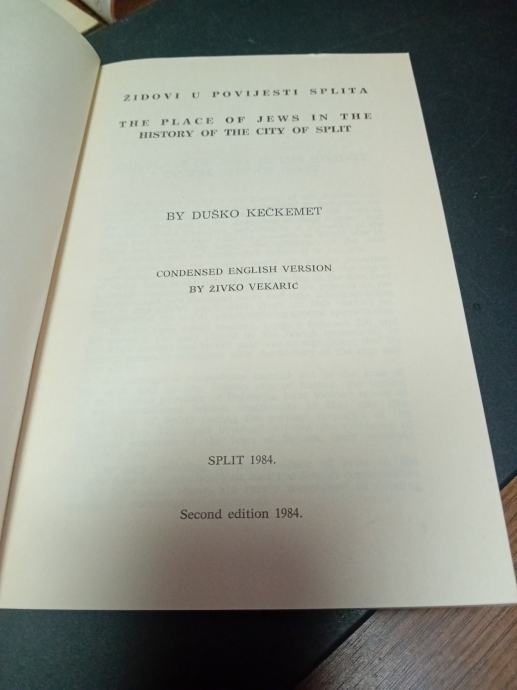 ŽIDOVI U POVIJESTI SPLITA
THE PLACE OF JEWS IN THE
HISTORY OF THE CITY OF SPLIT
BY DUŠKO KEČKEMET
CONDENSED ENGLISH VERSION
BY ŽIVKO VEKARIĆ
SPLIT 1984.
Second edition 1984.